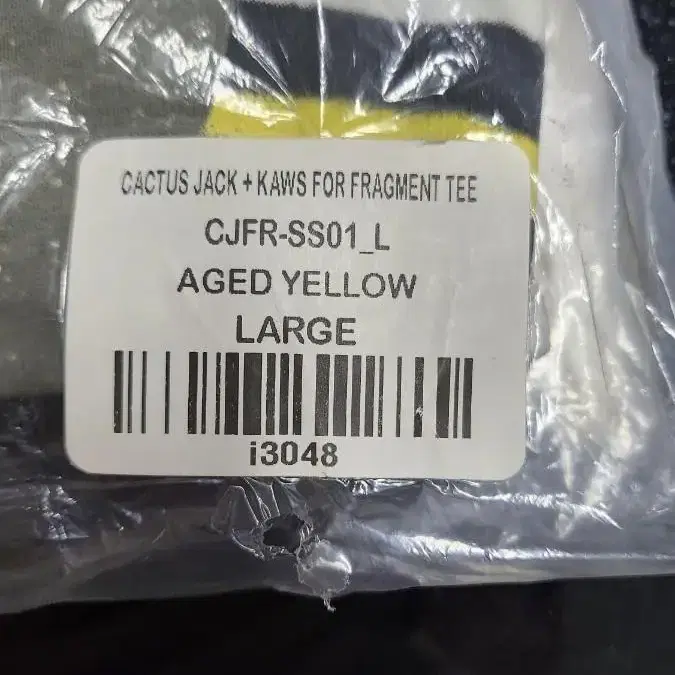 CACTUS JACK + KAWS FOR FRAGMENT TEE
CJFR-SS01_L
AGED YELLOW
LARGE
i3048